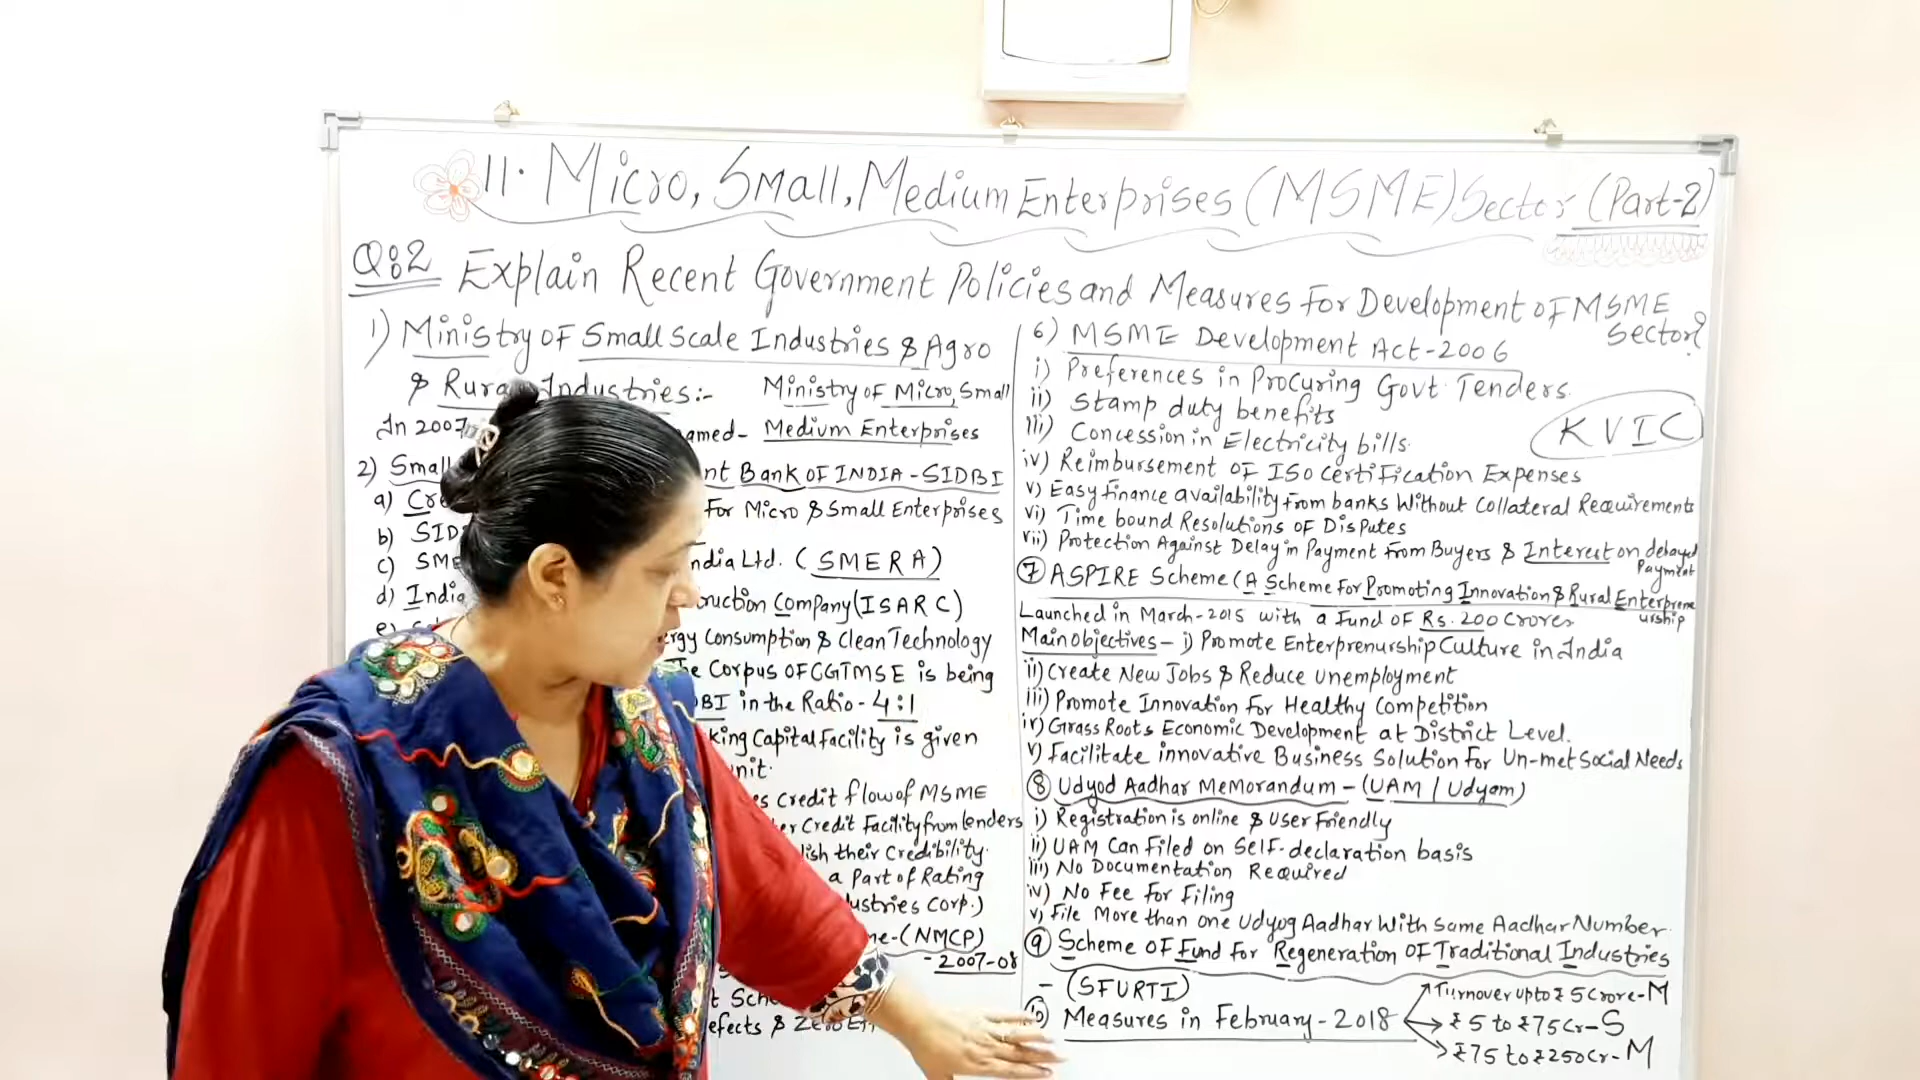 11. Micro, Small, Medium Enterprises (MSME) Sector (Part-2)
Q:2 Explain Recent Government Policies and Measures For Development of MSME
Sector?
1) Ministry of Small Scale Industries & Agro
& Rural Industries:- Ministry of Micro, Small
In 2007 Medium Enterprises
2) Small Bank of INDIA - SIDBI
a) For Micro & Small Enterprises
b)
c) Ltd. (SMERA)
d) India Company (ISARC)
e) Consumption & Clean Technology
The Corpus of CGTMSE is being
in the Ratio - 4:1
Capital Facility is given
unit.
Credit flow of MSME
Credit Facility from lenders
their Credibility.
a Part of Rating
Corp.)
(NMCP)
- 2007-08
& Zero
6) MSME Development Act-2006
i) Preferences in Procuring Govt. Tenders.
ii) Stamp duty benefits
iii) Concession in Electricity bills.
KVIC
iv) Reimbursement of ISO Certification Expenses
v) Easy finance availability from banks Without Collateral Requirements
vi) Time bound Resolutions of Disputes
vii) Protection Against Delay in Payment from Buyers & Interest on delayed
Payment
7 ASPIRE Scheme (A Scheme for Promoting Innovation & Rural Enterprene
urship
Launched in March-2015 with a Fund of Rs. 200 Crores
Main objectives - i) Promote Enterprenurship Culture in India
ii) Create New Jobs & Reduce unemployment
iii) Promote Innovation for Healthy Competition
iv) Grass Roots Economic Development at District Level.
v) Facilitate innovative Business Solution for Un-met Social Needs
8 Udyod Aadhar Memorandum - (UAM / Udyam)
i) Registration is online & user Friendly
ii) UAM Can Filed on Self-declaration basis
iii) No Documentation Required
iv) No Fee for Filing
v) File More than one Udyog Aadhar With Same Aadhar Number.
9 Scheme of Fund for Regeneration of Traditional Industries
- (SFURTI)
10 Measures in February-2018
Turnover upto ₹ 5 Crore-M
₹ 5 to ₹75Cr-S
₹75 to ₹250Cr-M